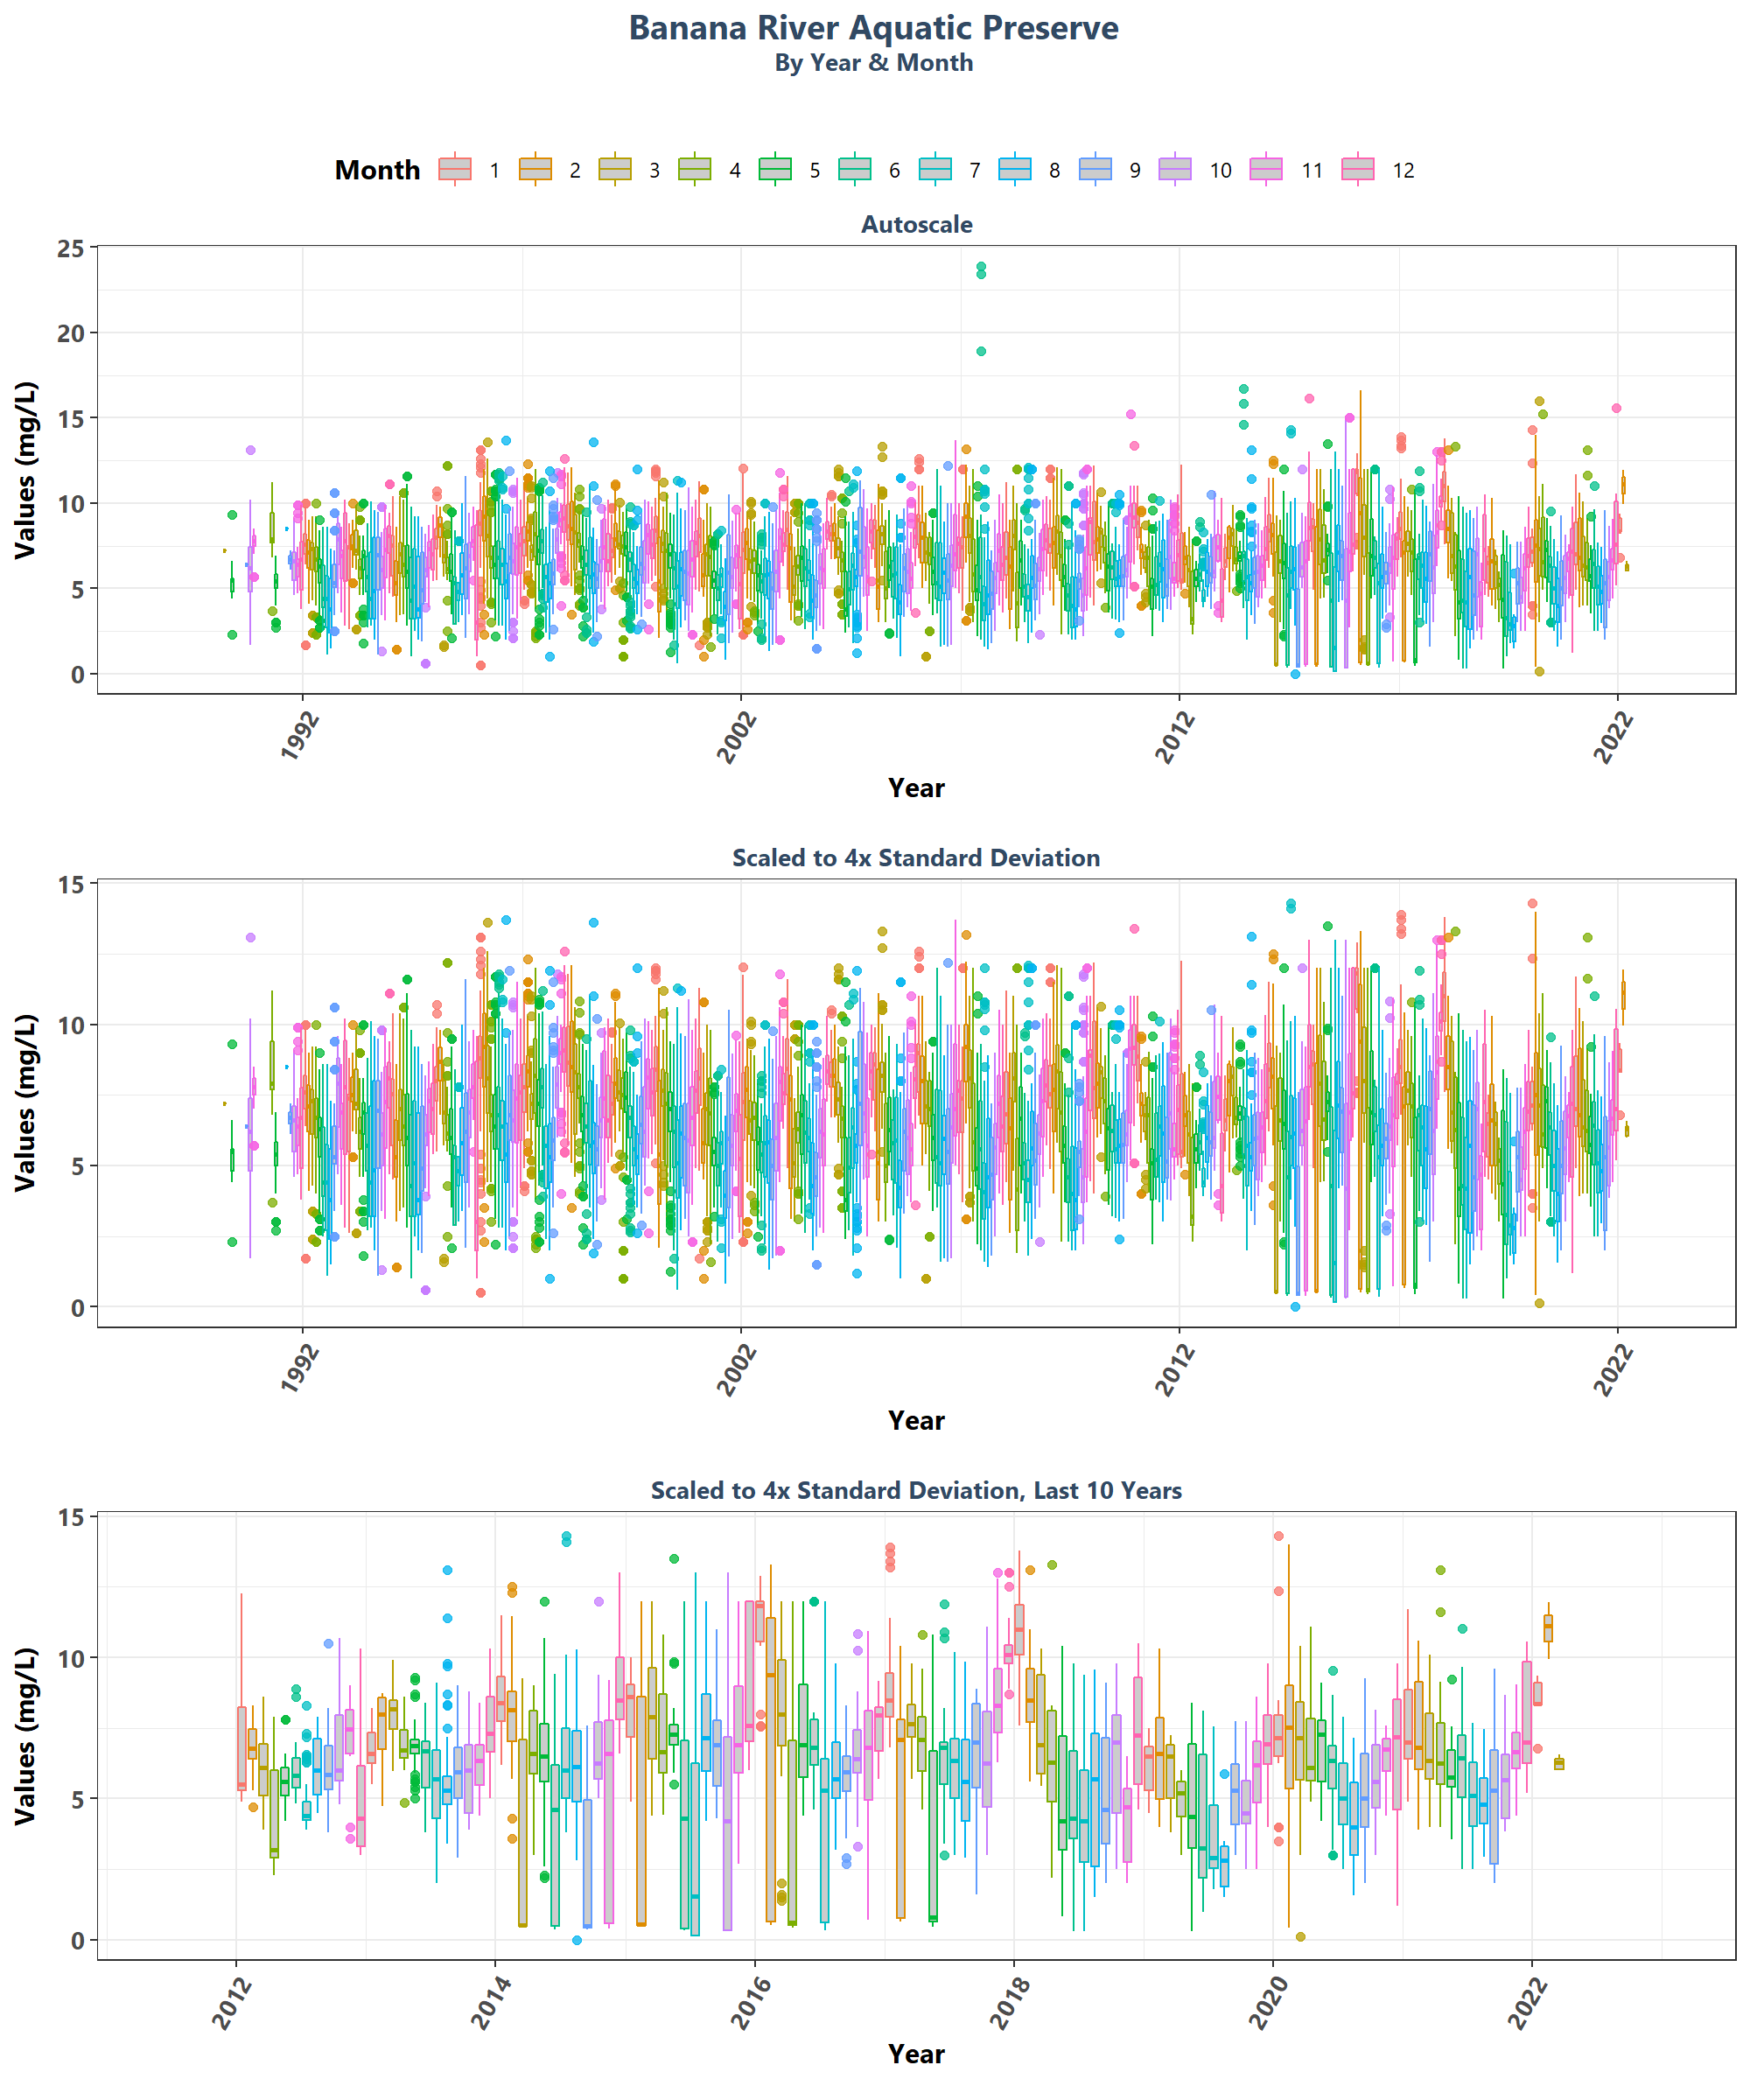 Banana River Aquatic Preserve
By Year & Month
Month 1 2 3 4 5 6 7 8 9 10 11 12
Autoscale
Values (mg/L)
25
20
15
10
5
0
1992 2002 2012 2022
Year
Scaled to 4x Standard Deviation
Values (mg/L)
15
10
5
0
1992 2002 2012 2022
Year
Scaled to 4x Standard Deviation, Last 10 Years
Values (mg/L)
15
10
5
0
2012 2014 2016 2018 2020 2022
Year